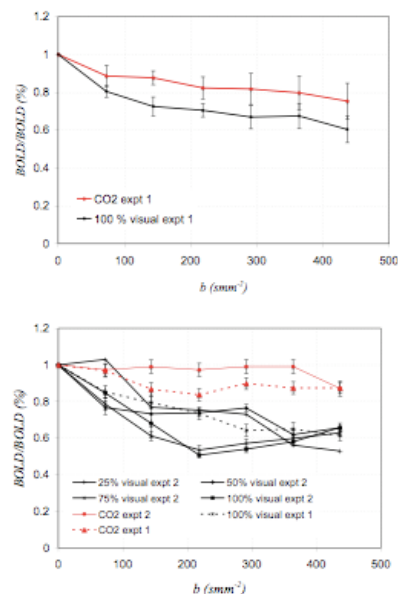 1.2
1
0.8
0.6
0.4
0.2
0
BOLD/BOLD (%)
CO2 expt 1
100 % visual expt 1
0 100 200 300 400 500
b (smm⁻²)
1.2
1
0.8
0.6
0.4
0.2
0
BOLD/BOLD (%)
25% visual expt 2 50% visual expt 2
75% visual expt 2 100% visual expt 2
CO2 expt 2 100% visual expt 1
CO2 expt 1
0 100 200 300 400 500
b (smm⁻²)